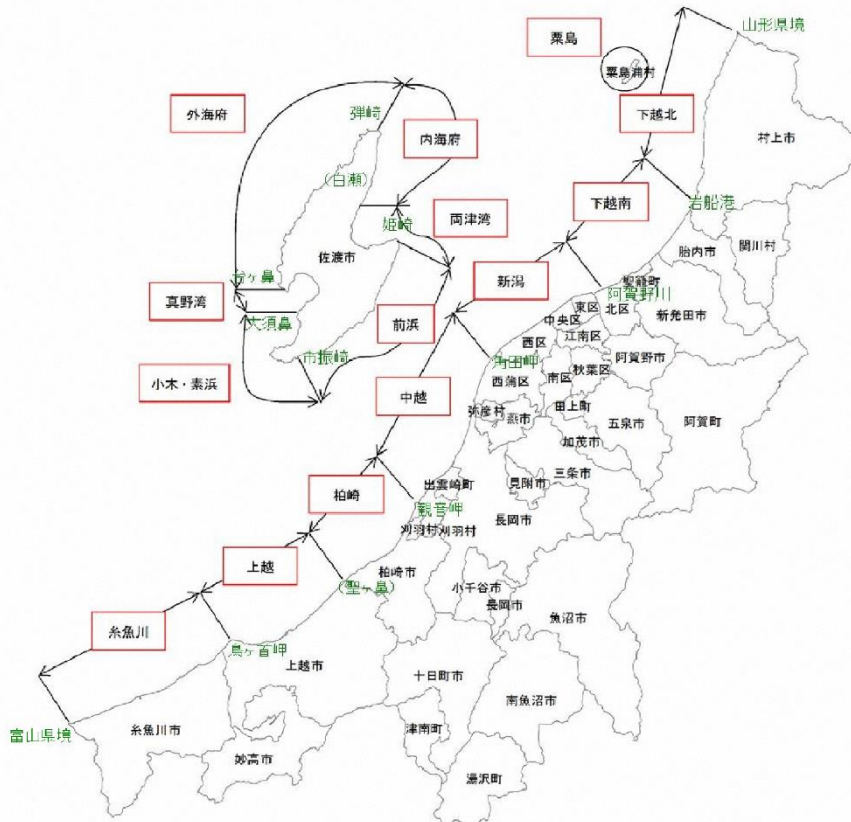 山形県境
粟島
粟島浦村
外海府
弾崎
下越北
内海府
村上市
(白瀬)
岩船港
下越南
両津湾
姫崎
関川村
胎内市
佐渡市
新潟
台ヶ鼻
聖籠町
阿賀野川
真野湾
東区
北区
新発田市
大須鼻
前浜
中央区
江南区
西区
市振崎
角田岬
阿賀野市
小木・素浜
西蒲区
南区
秋葉区
中越
弥彦村
燕市
田上町
五泉市
阿賀町
加茂市
三条市
出雲崎町
見附市
柏崎
観音岬
長岡市
刈羽村
刈羽村
上越
柏崎市
(聖ヶ鼻)
小千谷市
長岡市
魚沼市
糸魚川
鳥ヶ首岬
上越市
十日町市
南魚沼市
富山県境
糸魚川市
津南町
妙高市
湯沢町